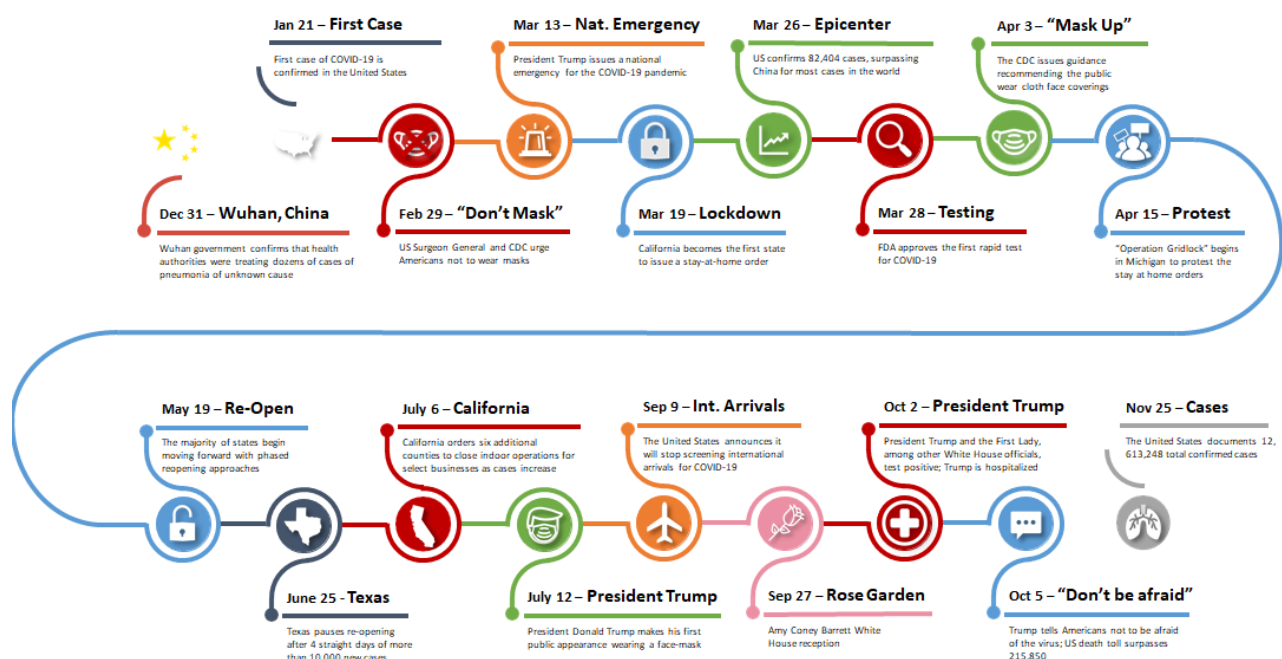 Jan 21 – First Case
First case of COVID-19 is
confirmed in the United States
Mar 13 – Nat. Emergency
President Trump issues a national
emergency for the COVID-19 pandemic
Mar 26 – Epicenter
US confirms 82,404 cases, surpassing
China for most cases in the world
Apr 3 – “Mask Up”
The CDC issues guidance
recommending the public
wear cloth face coverings
Dec 31 – Wuhan, China
Wuhan government confirms that health
authorities were treating dozens of cases of
pneumonia of unknown cause
Feb 29 – “Don’t Mask”
US Surgeon General and CDC urge
Americans not to wear masks
Mar 19 – Lockdown
California becomes the first state
to issue a stay-at-home order
Mar 28 – Testing
FDA approves the first rapid test
for COVID-19
Apr 15 – Protest
“Operation Gridlock” begins
in Michigan to protest the
stay at home orders
May 19 – Re-Open
The majority of states begin
moving forward with phased
reopening approaches
July 6 – California
California orders six additional
counties to close indoor operations for
select businesses as cases increase
Sep 9 – Int. Arrivals
The United States announces it
will stop screening international
arrivals for COVID-19
Oct 2 – President Trump
President Trump and the First Lady,
among other White House officials,
test positive; Trump is hospitalized
Nov 25 – Cases
The United States documents 12,
613,248 total confirmed cases
June 25 - Texas
Texas pauses re-opening
after 4 straight days of more
than 10,000 new cases
July 12 – President Trump
President Donald Trump makes his first
public appearance wearing a face-mask
Sep 27 – Rose Garden
Amy Coney Barrett White
House reception
Oct 5 – “Don’t be afraid”
Trump tells Americans not to be afraid
of the virus; US death toll surpasses
215,850